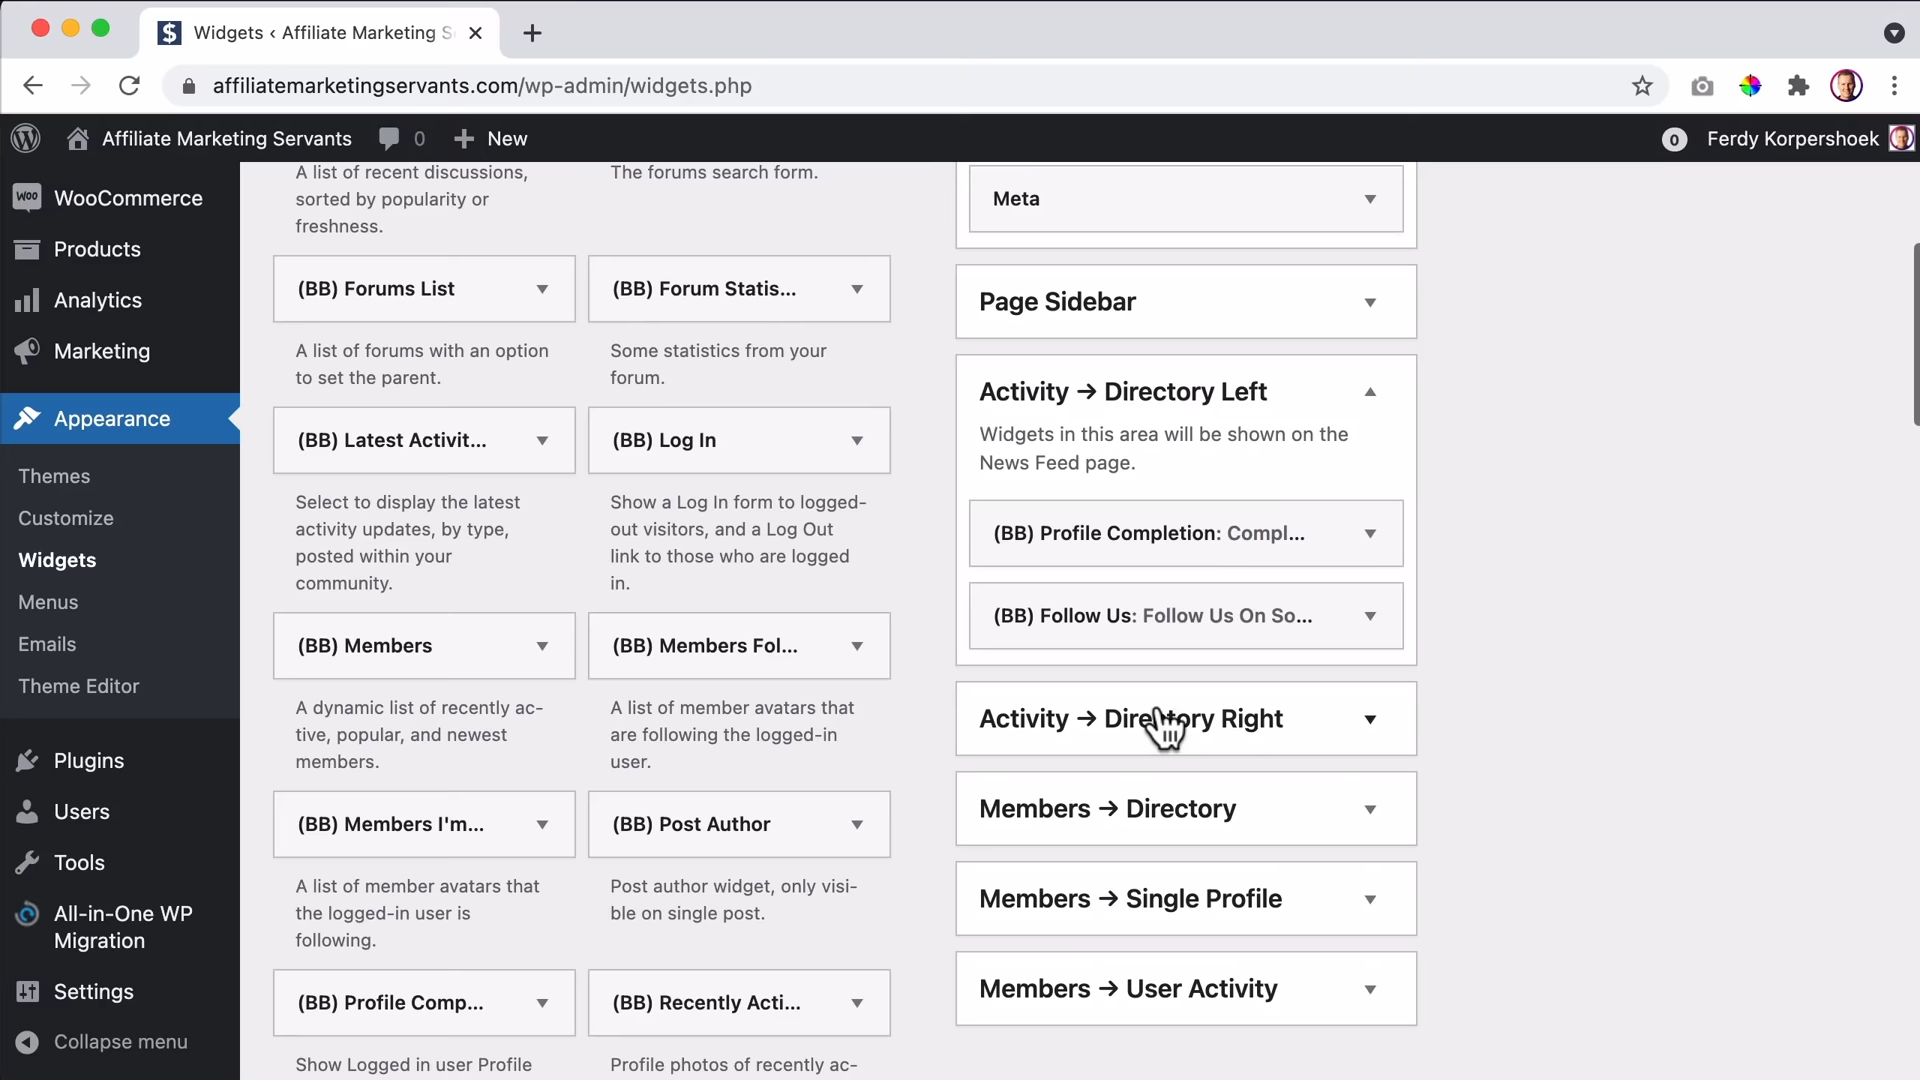 Widgets ‹ Affiliate Marketing S
affiliatemarketingservants.com/wp-admin/widgets.php
Affiliate Marketing Servants
0
New
0
Ferdy Korpershoek
WooCommerce
Products
Analytics
Marketing
Appearance
Themes
Customize
Widgets
Menus
Emails
Theme Editor
Plugins
Users
Tools
All-in-One WP
Migration
Settings
Collapse menu
A list of recent discussions,
sorted by popularity or
freshness.
The forums search form.
(BB) Forums List
A list of forums with an option
to set the parent.
(BB) Forum Statis...
Some statistics from your
forum.
(BB) Latest Activit...
Select to display the latest
activity updates, by type,
posted within your
community.
(BB) Log In
Show a Log In form to logged-
out visitors, and a Log Out
link to those who are logged
in.
(BB) Members
A dynamic list of recently ac-
tive, popular, and newest
members.
(BB) Members Fol...
A list of member avatars that
are following the logged-in
user.
(BB) Members I'm...
A list of member avatars that
the logged-in user is
following.
(BB) Post Author
Post author widget, only visi-
ble on single post.
(BB) Profile Comp...
Show Logged in user Profile
(BB) Recently Acti...
Profile photos of recently ac-
Meta
Page Sidebar
Activity → Directory Left
Widgets in this area will be shown on the
News Feed page.
(BB) Profile Completion: Compl...
(BB) Follow Us: Follow Us On So...
Activity → Directory Right
Members → Directory
Members → Single Profile
Members → User Activity